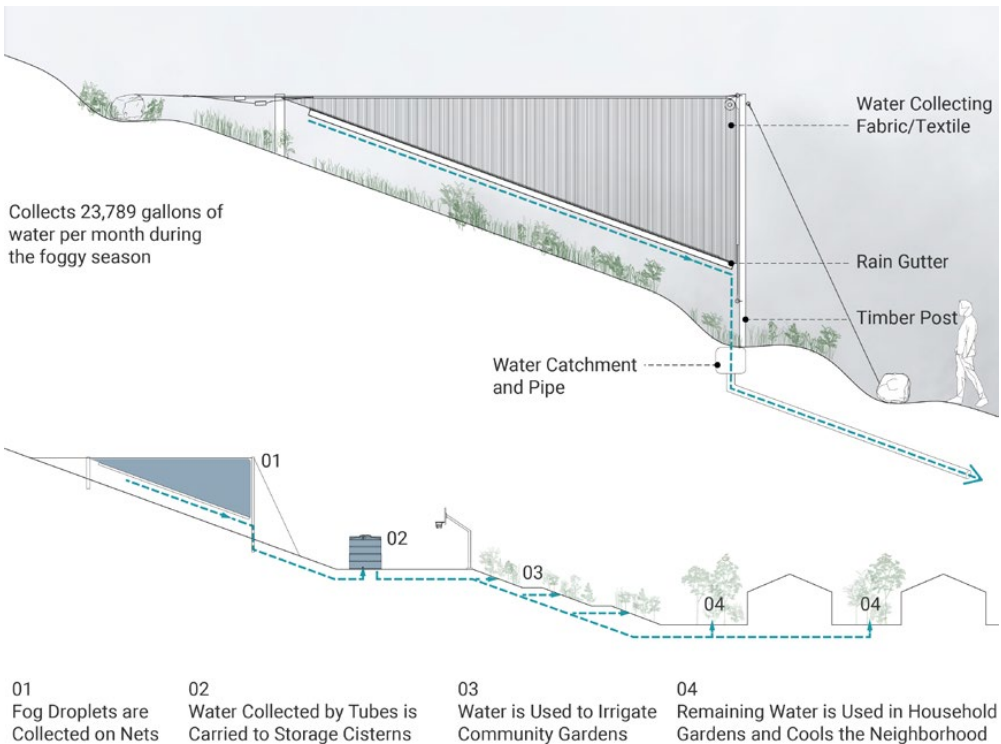 Water Collecting
Fabric/Textile
Collects 23,789 gallons of
water per month during
the foggy season
Rain Gutter
Timber Post
Water Catchment
and Pipe
01
02
03
04
04
01
Fog Droplets are
Collected on Nets
02
Water Collected by Tubes is
Carried to Storage Cisterns
03
Water is Used to Irrigate
Community Gardens
04
Remaining Water is Used in Household
Gardens and Cools the Neighborhood